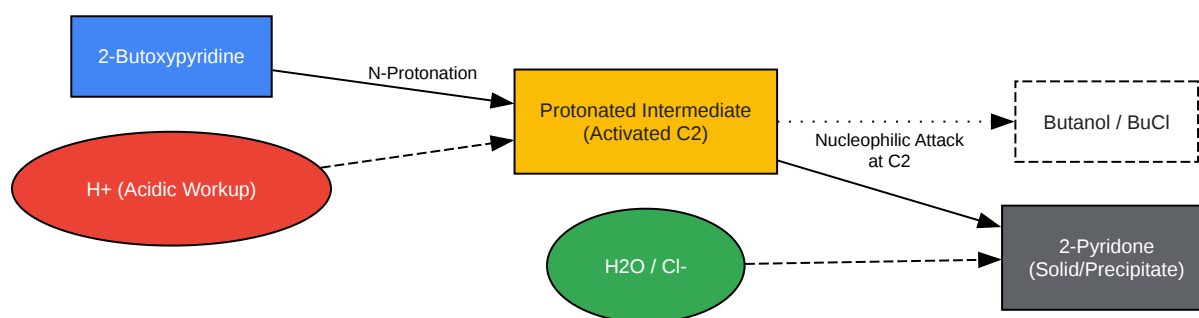 2-Butoxypyridine
N-Protonation
Protonated Intermediate
(Activated C2)
Butanol / BuCl
Nucleophilic Attack
at C2
H+ (Acidic Workup)
H2O / Cl-
2-Pyridone
(Solid/Precipitate)